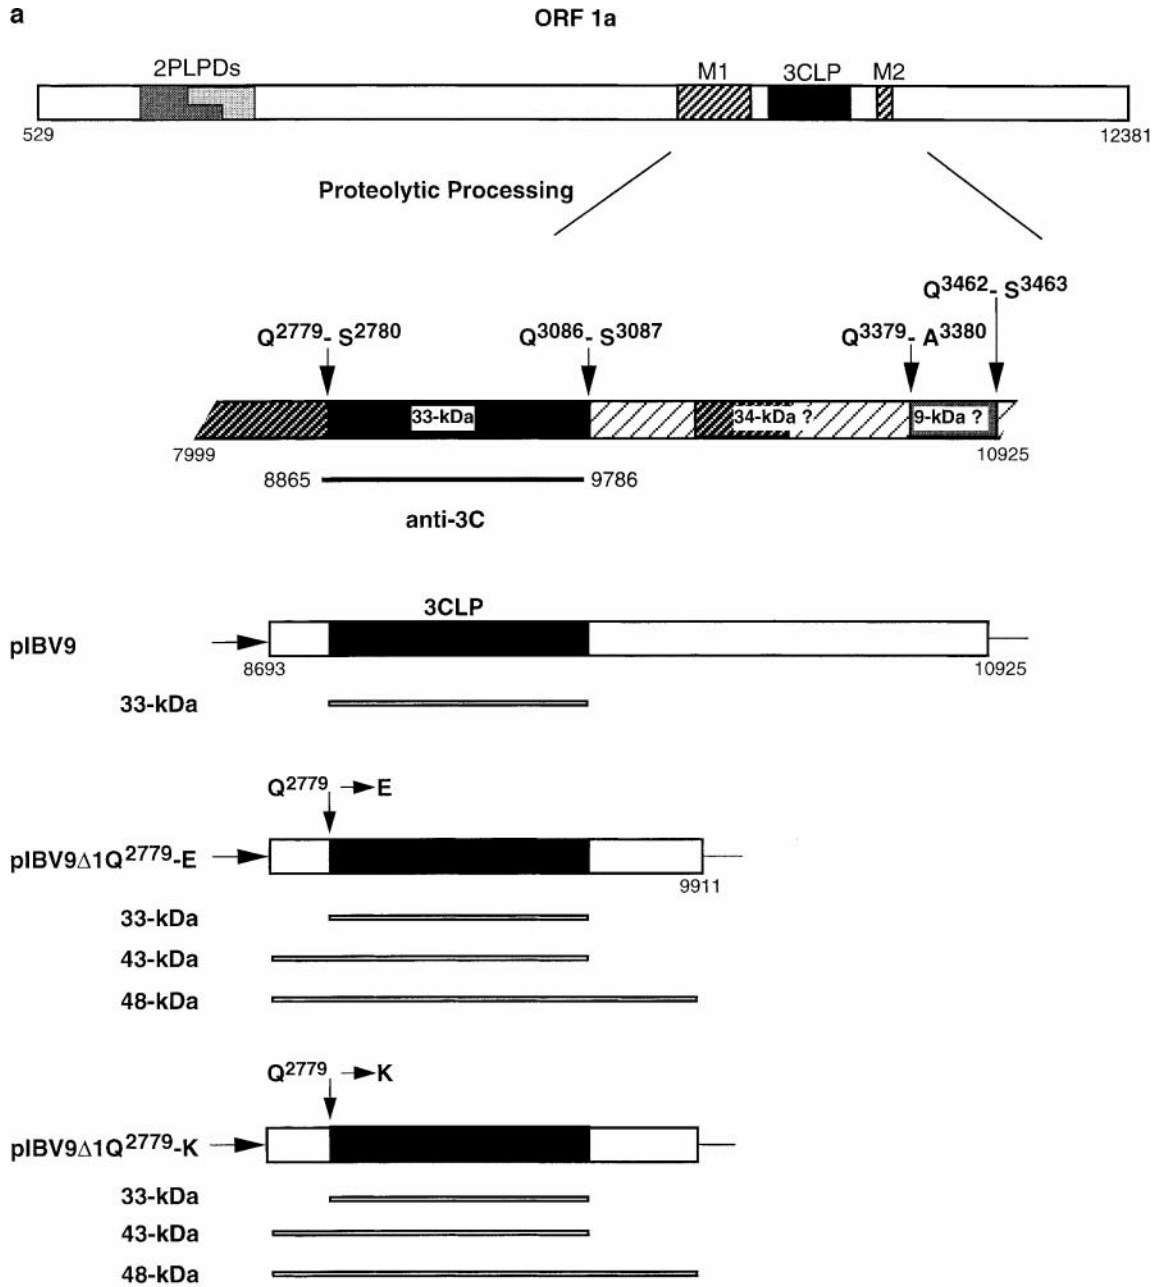 a
ORF 1a
2PLPDs M1 3CLP M2
529 12381
Proteolytic Processing
Q3462- S3463
Q2779- S2780 Q3086- S3087 Q3379- A3380
33-kDa 34-kDa ? 9-kDa ?
7999 10925
8865 9786
anti-3C
3CLP
pIBV9
8693 10925
33-kDa
Q2779 E
pIBV9Δ1Q2779-E
9911
33-kDa
43-kDa
48-kDa
Q2779 K
pIBV9Δ1Q2779-K
33-kDa
43-kDa
48-kDa